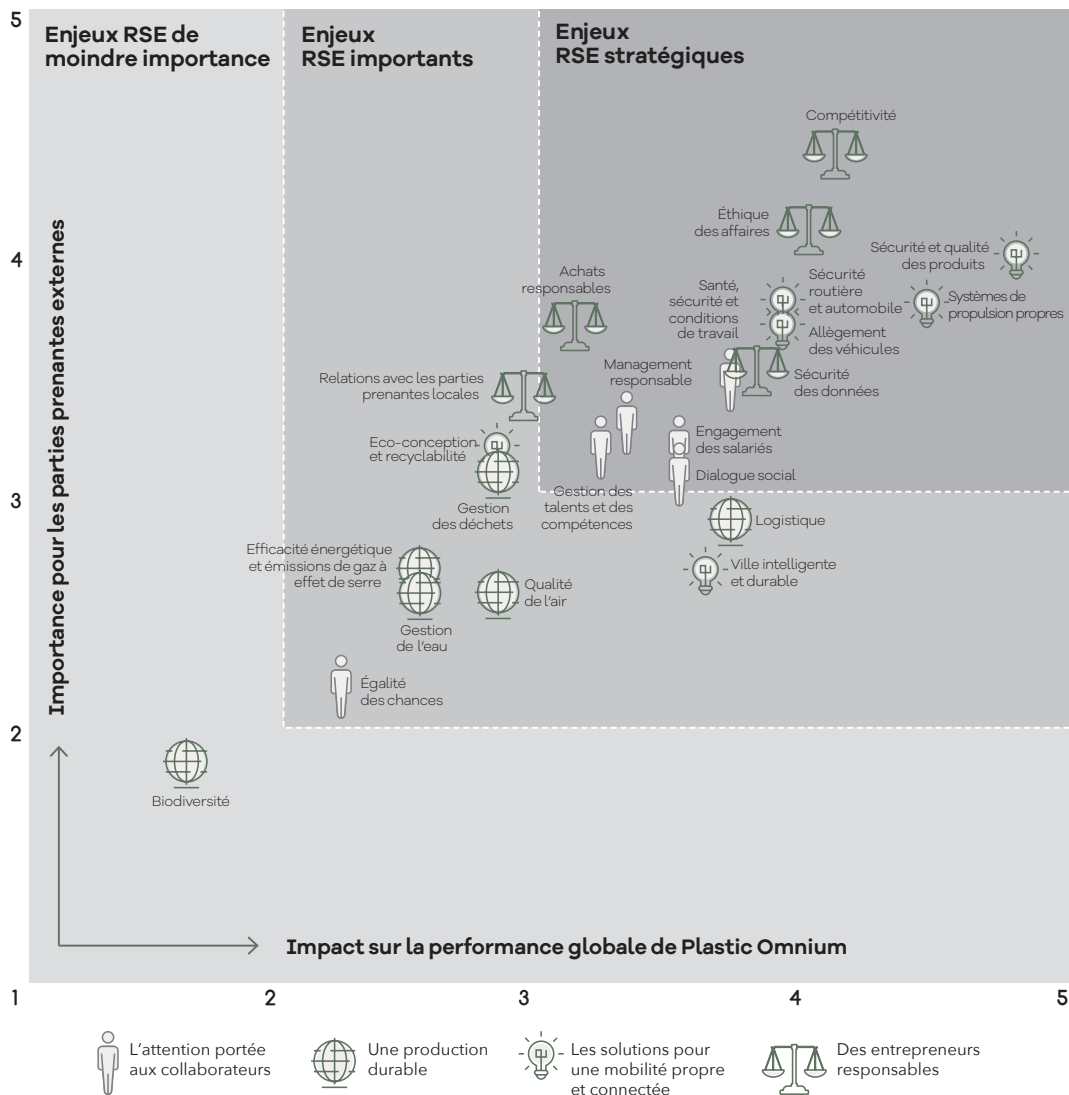 5
Enjeux RSE de
moindre importance
Enjeux
RSE importants
Enjeux
RSE stratégiques
Compétitivité
Éthique
des affaires
Sécurité et qualité
des produits
4
Achats
responsables
Santé,
sécurité et
conditions
de travail
Sécurité
routière
et automobile
Systèmes de
propulsion propres
Allègement
des véhicules
Management
responsable
Sécurité
des données
Relations avec les parties
prenantes locales
Eco-conception
et recyclabilité
Engagement
des salariés
Dialogue social
3
Gestion
des déchets
Gestion des
talents et des
compétences
Logistique
Efficacité énergétique
et émissions de gaz à
effet de serre
Ville intelligente
et durable
Qualité
de l'air
Gestion
de l'eau
Égalité
des chances
Importance pour les parties prenantes externes
2
Biodiversité
Impact sur la performance globale de Plastic Omnium
1
2
3
4
5
L'attention portée
aux collaborateurs
Une production
durable
Les solutions pour
une mobilité propre
et connectée
Des entrepreneurs
responsables